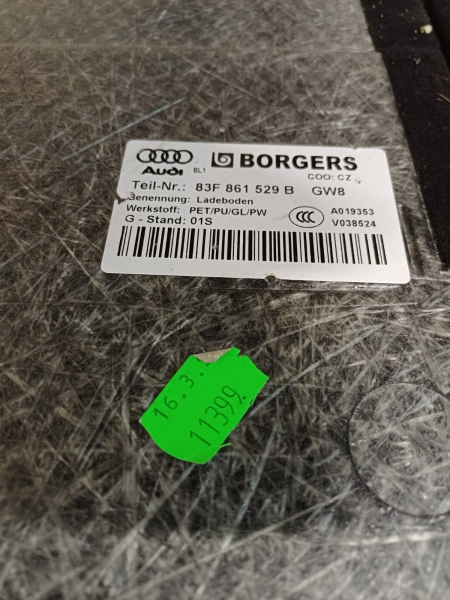 Audi BL1 BORGERS
COO: CZ
Teil-Nr.: 83F 861 529 B GW8
Benennung: Ladeboden
Werkstoff: PET/PU/GL/PW CCC A019353
G - Stand: 01S V038524
16.3.
11399.